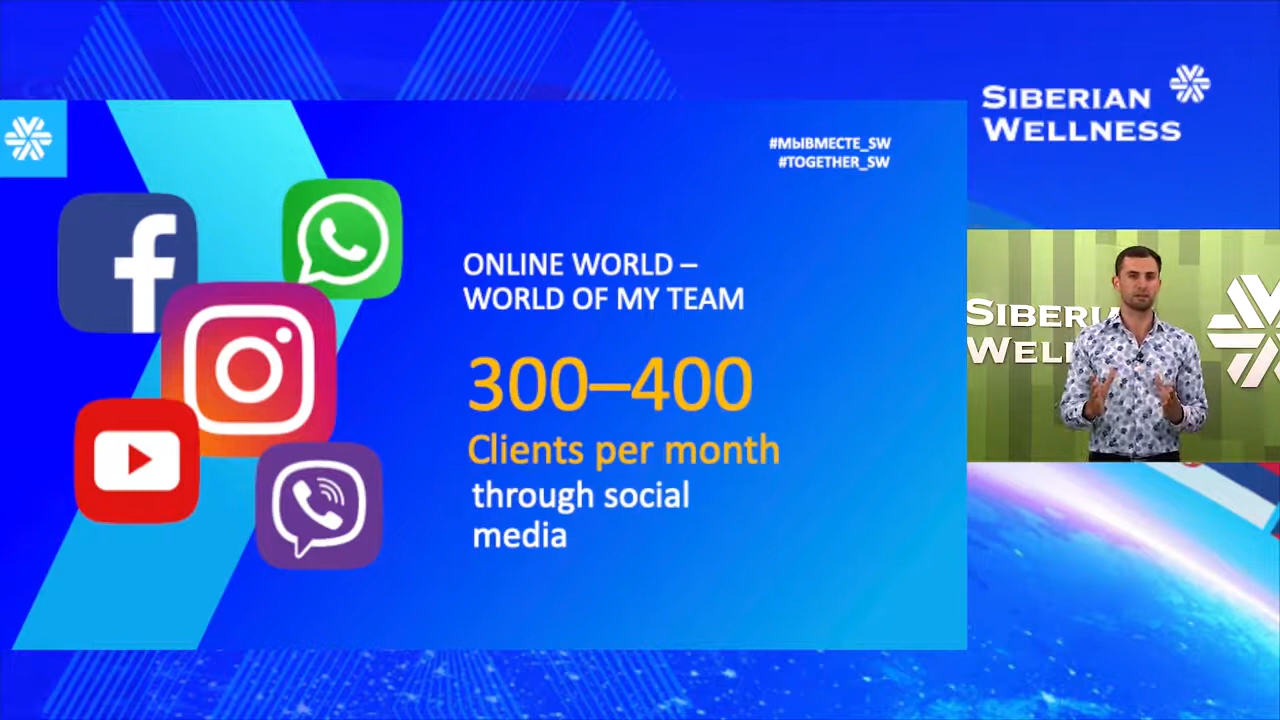 #МЫВМЕСТЕ_SW
#TOGETHER_SW
ONLINE WORLD –
WORLD OF MY TEAM
300–400
Clients per month
through social
media
SIBERIAN
WELLNESS